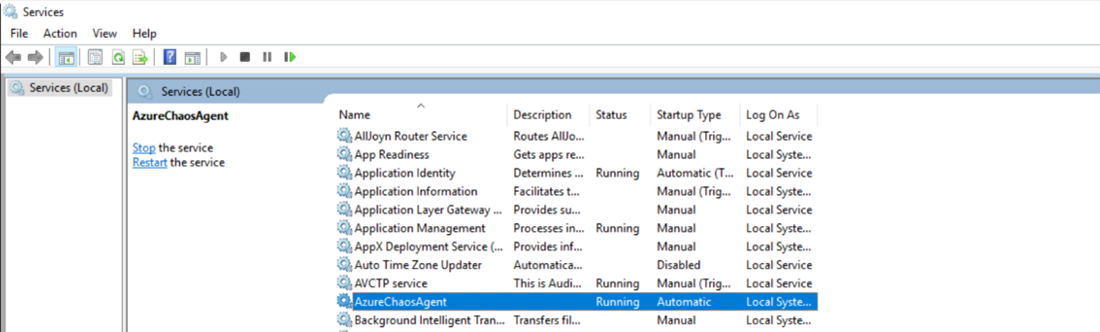 Services
File Action View Help
Services (Local)
Services (Local)
AzureChaosAgent
Stop the service
Restart the service
Name Description Status Startup Type Log On As
AllJoyn Router Service Routes AllJo... Manual (Trig... Local Service
App Readiness Gets apps re... Manual Local Syste...
Application Identity Determines ... Running Automatic (T... Local Service
Application Information Facilitates t... Manual (Trig... Local Syste...
Application Layer Gateway ... Provides su... Manual Local Service
Application Management Processes in... Running Manual Local Syste...
AppX Deployment Service (... Provides inf... Manual Local Syste...
Auto Time Zone Updater Automatica... Disabled Local Service
AVCTP service This is Audi... Running Manual (Trig... Local Service
AzureChaosAgent Running Automatic Local Syste...
Background Intelligent Tran... Transfers fil... Manual Local Syste...